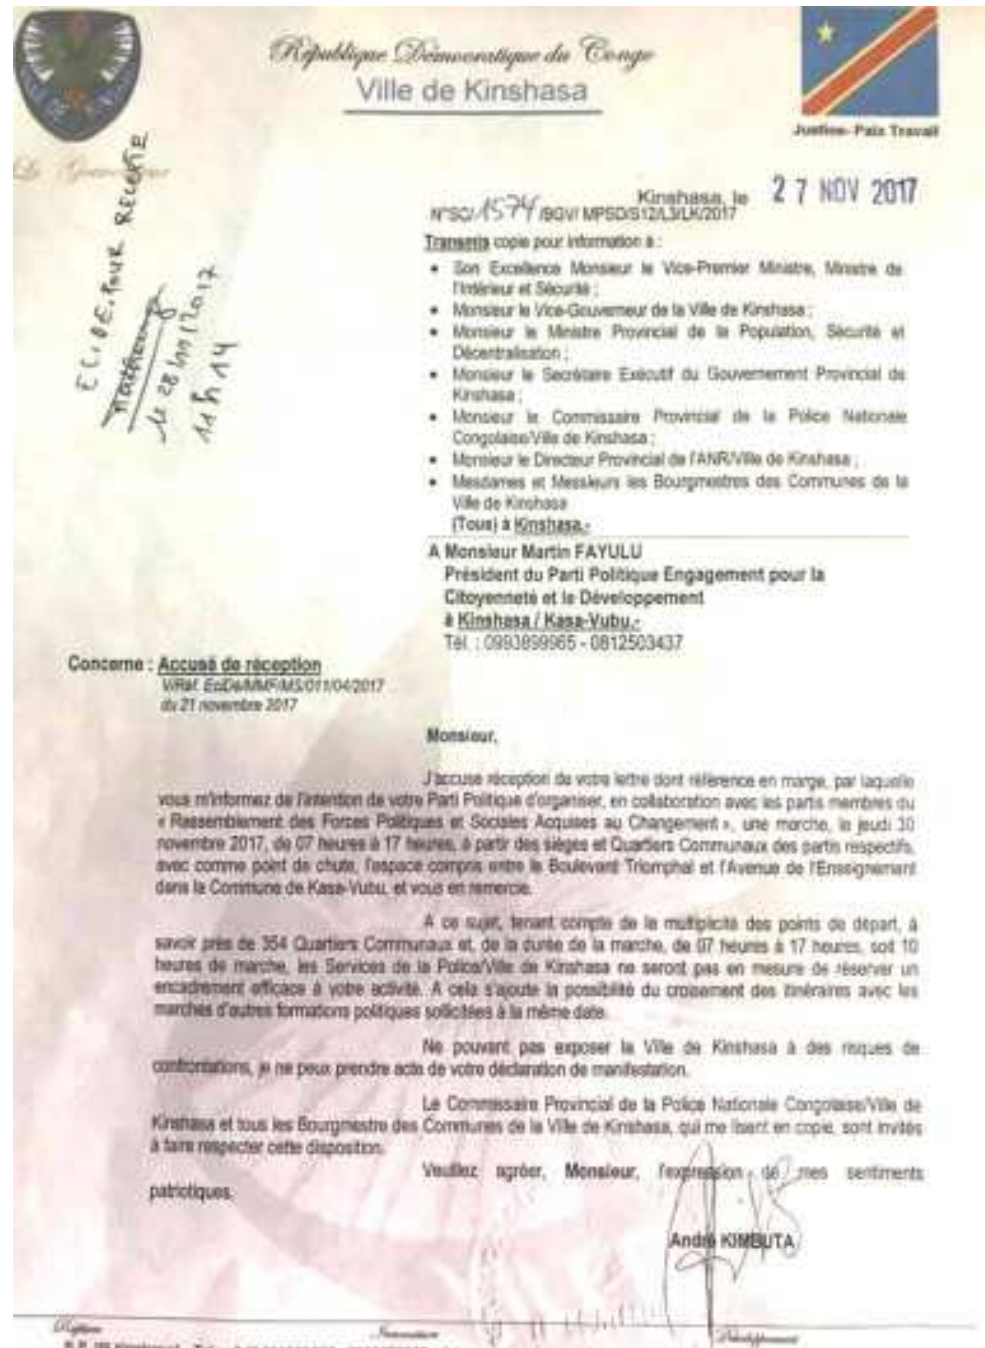 République Démocratique du Congo
Ville de Kinshasa
Justice- Paix Travail
Le Gouverneur
ECIDE. POUR RECEPTION
le 28/11/2017
11h14
Kinshasa, le 27 NOV 2017
N°SC/1574/BGV/ MPSD/S12/L3/LK/2017
Transmis copie pour information à :
• Son Excellence Monsieur le Vice-Premier Ministre, Ministre de
l'Intérieur et Sécurité ;
• Monsieur le Vice-Gouverneur de la Ville de Kinshasa ;
• Monsieur le Ministre Provincial de la Population, Sécurité et
Décentralisation ;
• Monsieur le Secrétaire Exécutif du Gouvernement Provincial de
Kinshasa ;
• Monsieur le Commissaire Provincial de la Police Nationale
Congolaise/Ville de Kinshasa ;
• Monsieur le Directeur Provincial de l'ANR/Ville de Kinshasa ;
• Mesdames et Messieurs les Bourgmestres des Communes de la
Ville de Kinshasa
(Tous) à Kinshasa.-
A Monsieur Martin FAYULU
Président du Parti Politique Engagement pour la
Citoyenneté et le Développement
à Kinshasa / Kasa-Vubu.-
Tél. : 0993899965 - 0812503437
Concerne : Accusé de réception
V/Réf. EciDe/MMF/MS/011/04/2017
du 21 novembre 2017
Monsieur,
J'accuse réception de votre lettre dont référence en marge, par laquelle
vous m'informez de l'intention de votre Parti Politique d'organiser, en collaboration avec les partis membres du
« Rassemblement des Forces Politiques et Sociales Acquises au Changement », une marche, le jeudi 30
novembre 2017, de 07 heures à 17 heures, à partir des sièges et Quartiers Communaux des partis respectifs,
avec comme point de chute, l'espace compris entre le Boulevard Triomphal et l'Avenue de l'Enseignement
dans la Commune de Kasa-Vubu, et vous en remercie.
A ce sujet, tenant compte de la multiplicité des points de départ, à
savoir près de 354 Quartiers Communaux et, de la durée de la marche, de 07 heures à 17 heures, soit 10
heures de marche, les Services de la Police/Ville de Kinshasa ne seront pas en mesure de réserver un
encadrement efficace à votre activité. A cela s'ajoute la possibilité du croisement des itinéraires avec les
marches d'autres formations politiques sollicitées à la même date.
Ne pouvant pas exposer la Ville de Kinshasa à des risques de
confrontations, je ne peux prendre acte de votre déclaration de manifestation.
Le Commissaire Provincial de la Police Nationale Congolaise/Ville de
Kinshasa et tous les Bourgmestre des Communes de la Ville de Kinshasa, qui me lisent en copie, sont invités
à faire respecter cette disposition.
Veuillez agréer, Monsieur, l'expression de mes sentiments
patriotiques.
André KIMBUTA